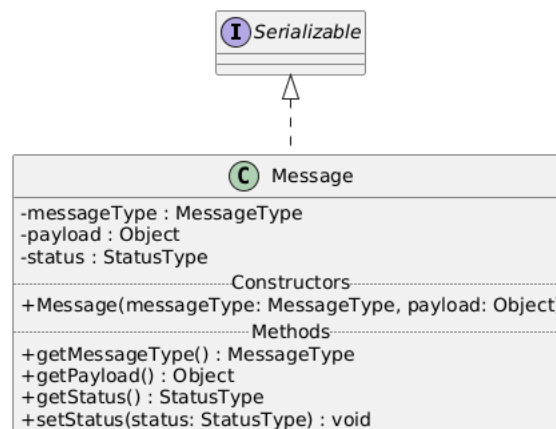 I Serializable
C Message
-messageType : MessageType
-payload : Object
-status : StatusType
Constructors
+Message(messageType: MessageType, payload: Object)
Methods
+getMessageType() : MessageType
+getPayload() : Object
+getStatus() : StatusType
+setStatus(status: StatusType) : void